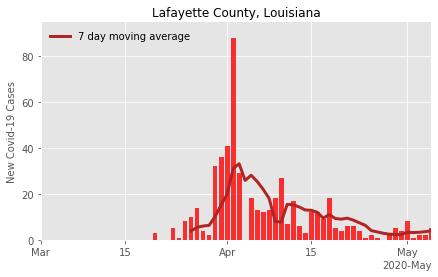 Lafayette County, Louisiana
7 day moving average
New Covid-19 Cases
80
60
40
20
0
Mar 15 Apr 15 May
2020-May